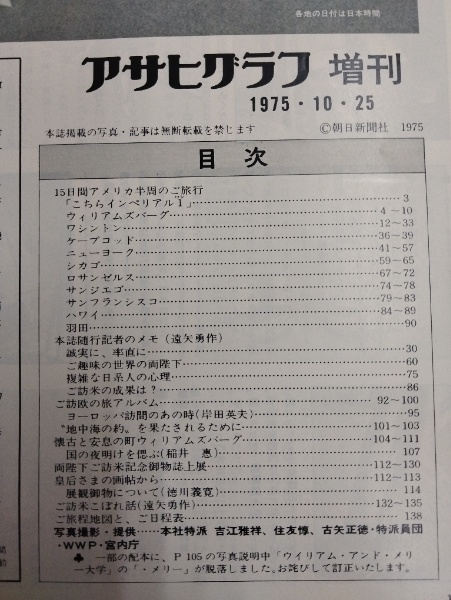 各地の日付は日本時間
アサヒグラフ 増刊
1975・10・25
本誌掲載の写真・記事は無断転載を禁じます ©朝日新聞社 1975
目次
15日間アメリカ半周のご旅行
「こちらインペリアル1」 3
ウィリアムズバーグ 4〜10
ワシントン 12〜33
ケープコッド 36〜39
ニューヨーク 41〜57
シカゴ 59〜65
ロサンゼルス 67〜72
サンジエゴ 74〜78
サンフランシスコ 79〜83
ハワイ 84〜89
羽田 90
本誌随行記者のメモ(遠矢勇作)
誠実に、率直に 30
ご趣味の世界の両陛下 60
複雑な日系人の心理 75
ご訪米の成果は? 86
ご訪欧の旅アルバム 92〜100
ヨーロッパ訪問のあの時(岸田英夫) 95
〝地中海の約〟を果たされるために 101〜103
懐古と安息の町ウィリアムズバーグ 104〜111
国の夜明けを偲ぶ(稲井 惠) 107
両陛下ご訪米記念御物誌上展 112〜130
皇后さまの画帖から 112〜113
展観御物について(徳川義寛) 114
ご訪米こぼれ話(遠矢勇作) 132〜135
ご旅程地図と、ご日程表 138
写真撮影・提供……本社特派 吉江雅祥、住友惇、古矢正徳・特派員団
・WWP・宮内庁
♣ 一部の配本に、P 105の写真説明中「ウイリアム・アンド・メリ
ー大学」の「・メリー」が脱落しました。お詫びして訂正いたします。